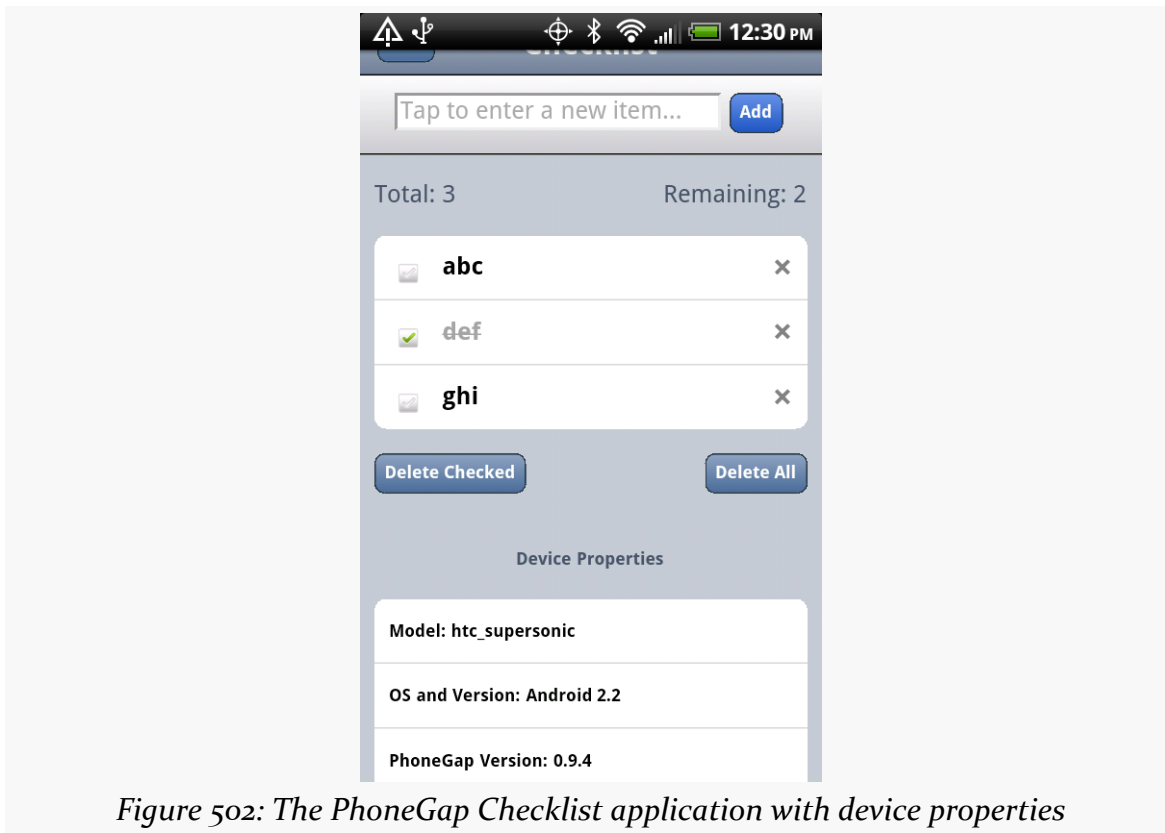 12:30 PM
Checklist
Tap to enter a new item...
Add
Total: 3
Remaining: 2
abc
def
ghi
Delete Checked
Delete All
Device Properties
Model: htc_supersonic
OS and Version: Android 2.2
PhoneGap Version: 0.9.4
Figure 502: The PhoneGap Checklist application with device properties